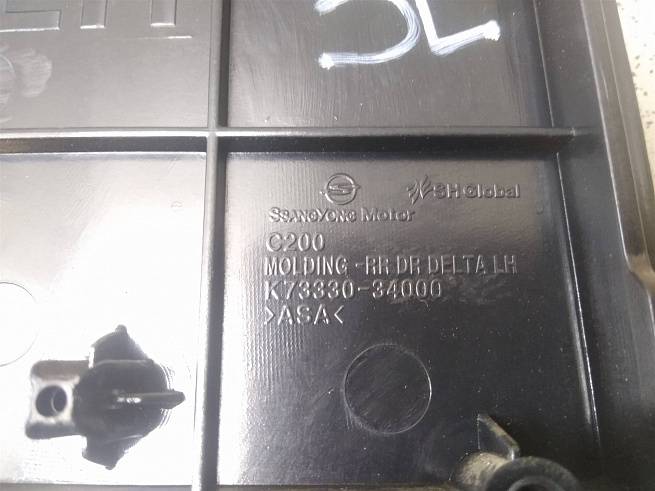 SSANGYONG Motor
SH Global
C200
MOLDING -RR DR DELTA LH
K73330-34000
>ASA<